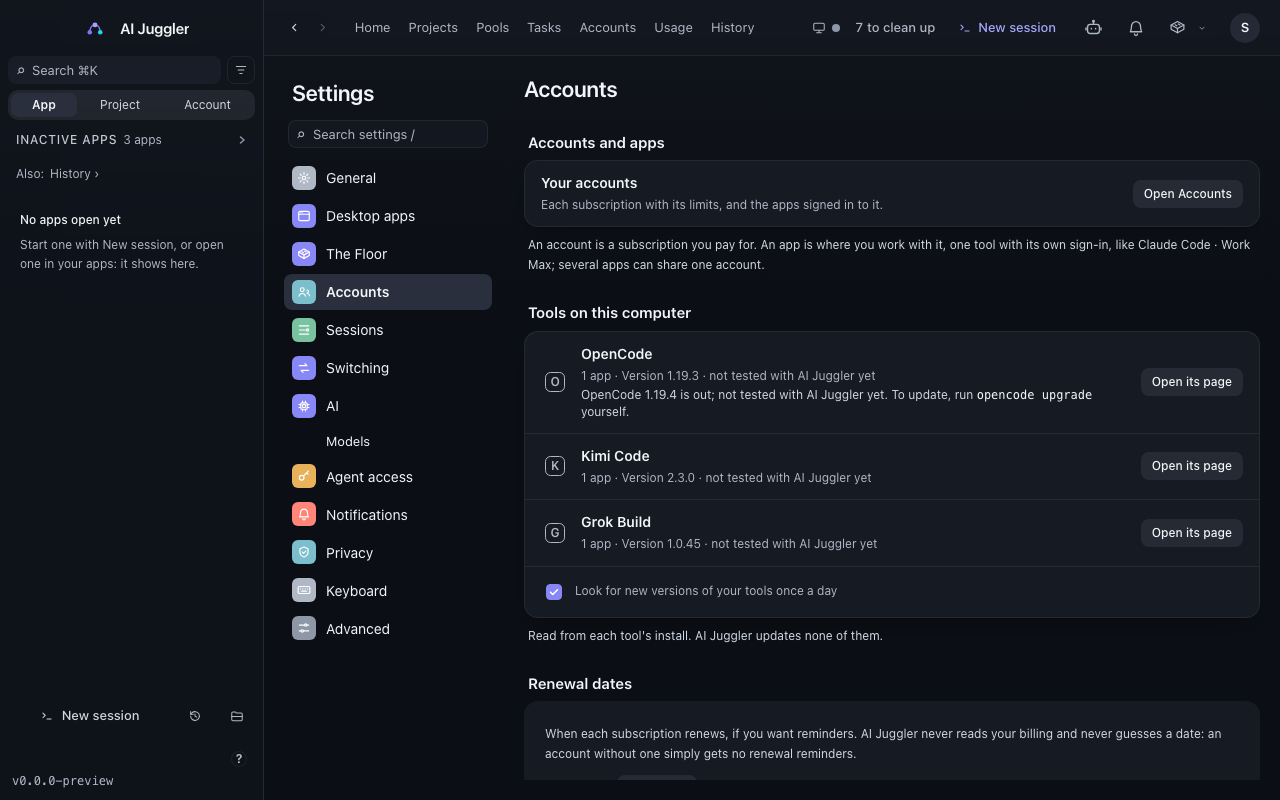 AI Juggler
Search ⌘K
App
Project
Account
INACTIVE APPS 3 apps
Also: History ›
No apps open yet
Start one with New session, or open
one in your apps: it shows here.
New session
?
v0.0.0-preview
Home
Projects
Pools
Tasks
Accounts
Usage
History
7 to clean up
New session
S
Settings
Search settings /
General
Desktop apps
The Floor
Accounts
Sessions
Switching
AI
Models
Agent access
Notifications
Privacy
Keyboard
Advanced
Accounts
Accounts and apps
Your accounts
Each subscription with its limits, and the apps signed in to it.
Open Accounts
An account is a subscription you pay for. An app is where you work with it, one tool with its own sign-in, like Claude Code · Work
Max; several apps can share one account.
Tools on this computer
O
OpenCode
1 app · Version 1.19.3 · not tested with AI Juggler yet
OpenCode 1.19.4 is out; not tested with AI Juggler yet. To update, run opencode upgrade
yourself.
Open its page
K
Kimi Code
1 app · Version 2.3.0 · not tested with AI Juggler yet
Open its page
G
Grok Build
1 app · Version 1.0.45 · not tested with AI Juggler yet
Open its page
Look for new versions of your tools once a day
Read from each tool's install. AI Juggler updates none of them.
Renewal dates
When each subscription renews, if you want reminders. AI Juggler never reads your billing and never guesses a date: an
account without one simply gets no renewal reminders.